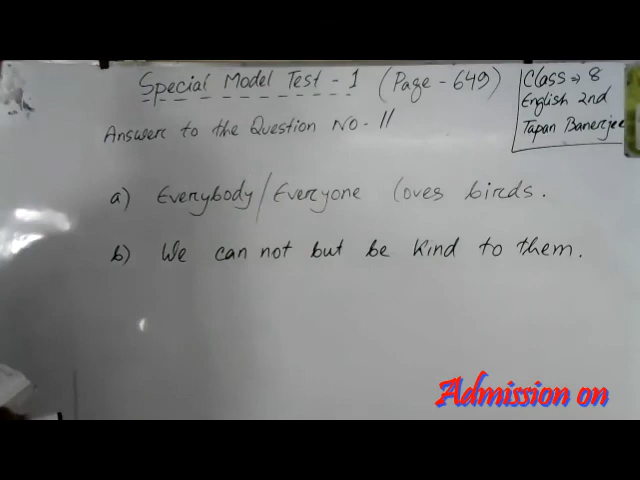 Special Model Test - 1 (Page - 649)
Class ⇒ 8
English 2nd
Tapan Banerjee
Answer to the Question No - 11
a) Everybody/Everyone loves birds.
b) We can not but be kind to them.
Admission on